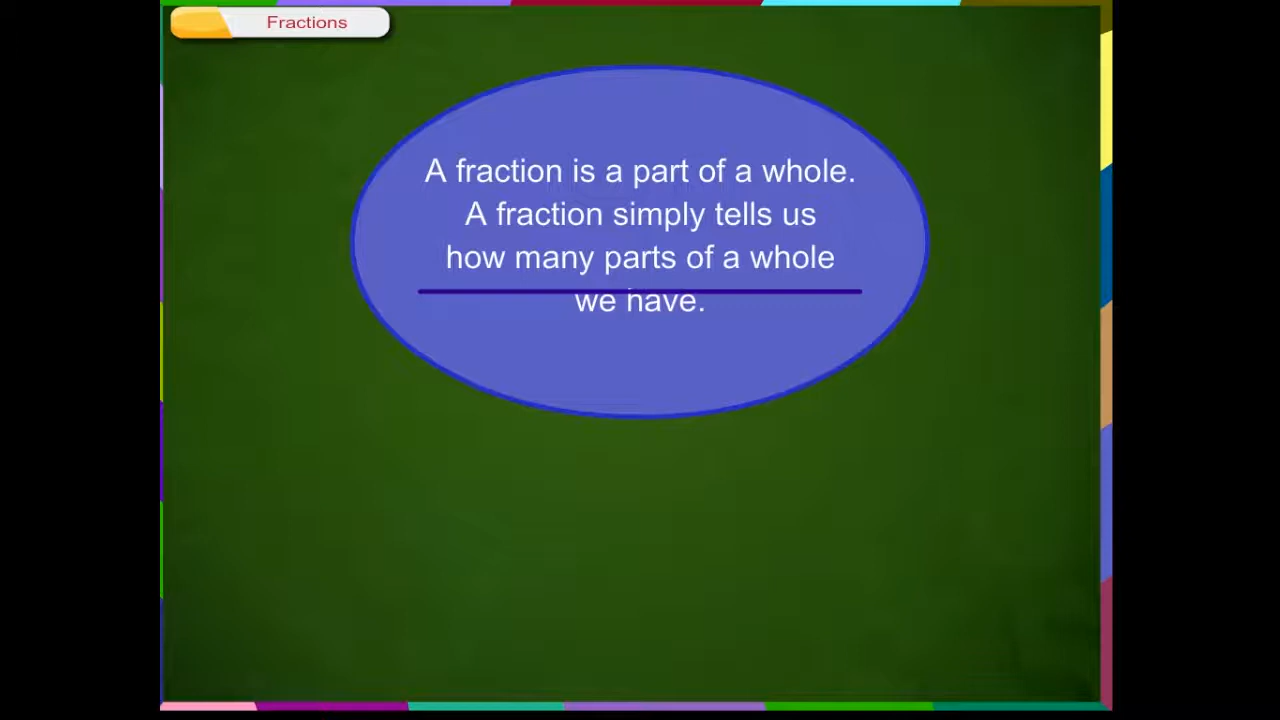 Fractions
A fraction is a part of a whole.
A fraction simply tells us
how many parts of a whole
we have.